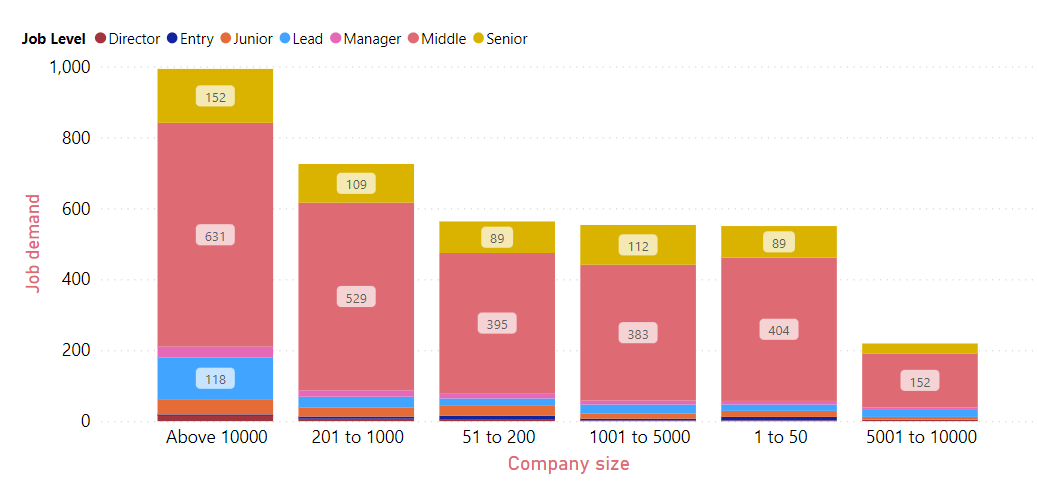 Job Level Director Entry Junior Lead Manager Middle Senior
1,000
800
600
400
200
0
Job demand
152
631
118
109
529
89
395
112
383
89
404
152
Above 10000
201 to 1000
51 to 200
1001 to 5000
1 to 50
5001 to 10000
Company size